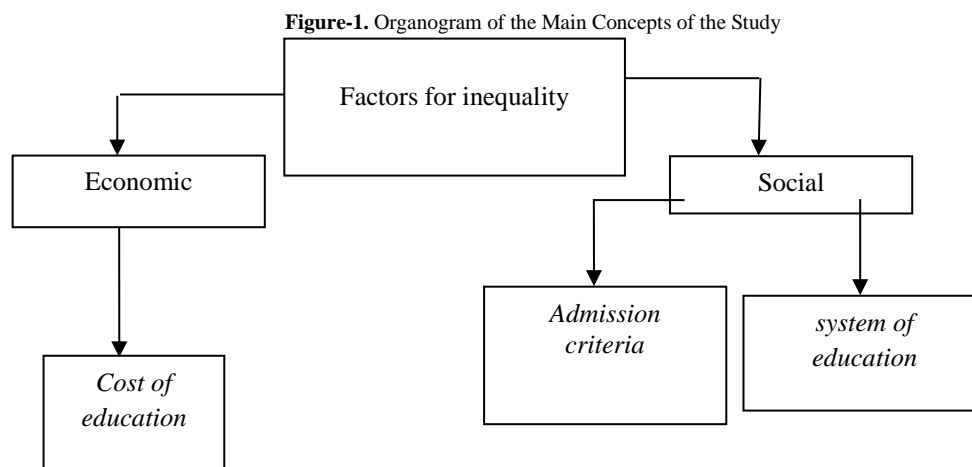 Figure-1. Organogram of the Main Concepts of the Study
Factors for inequality
Economic
Social
Admission
criteria
system of
education
Cost of
education